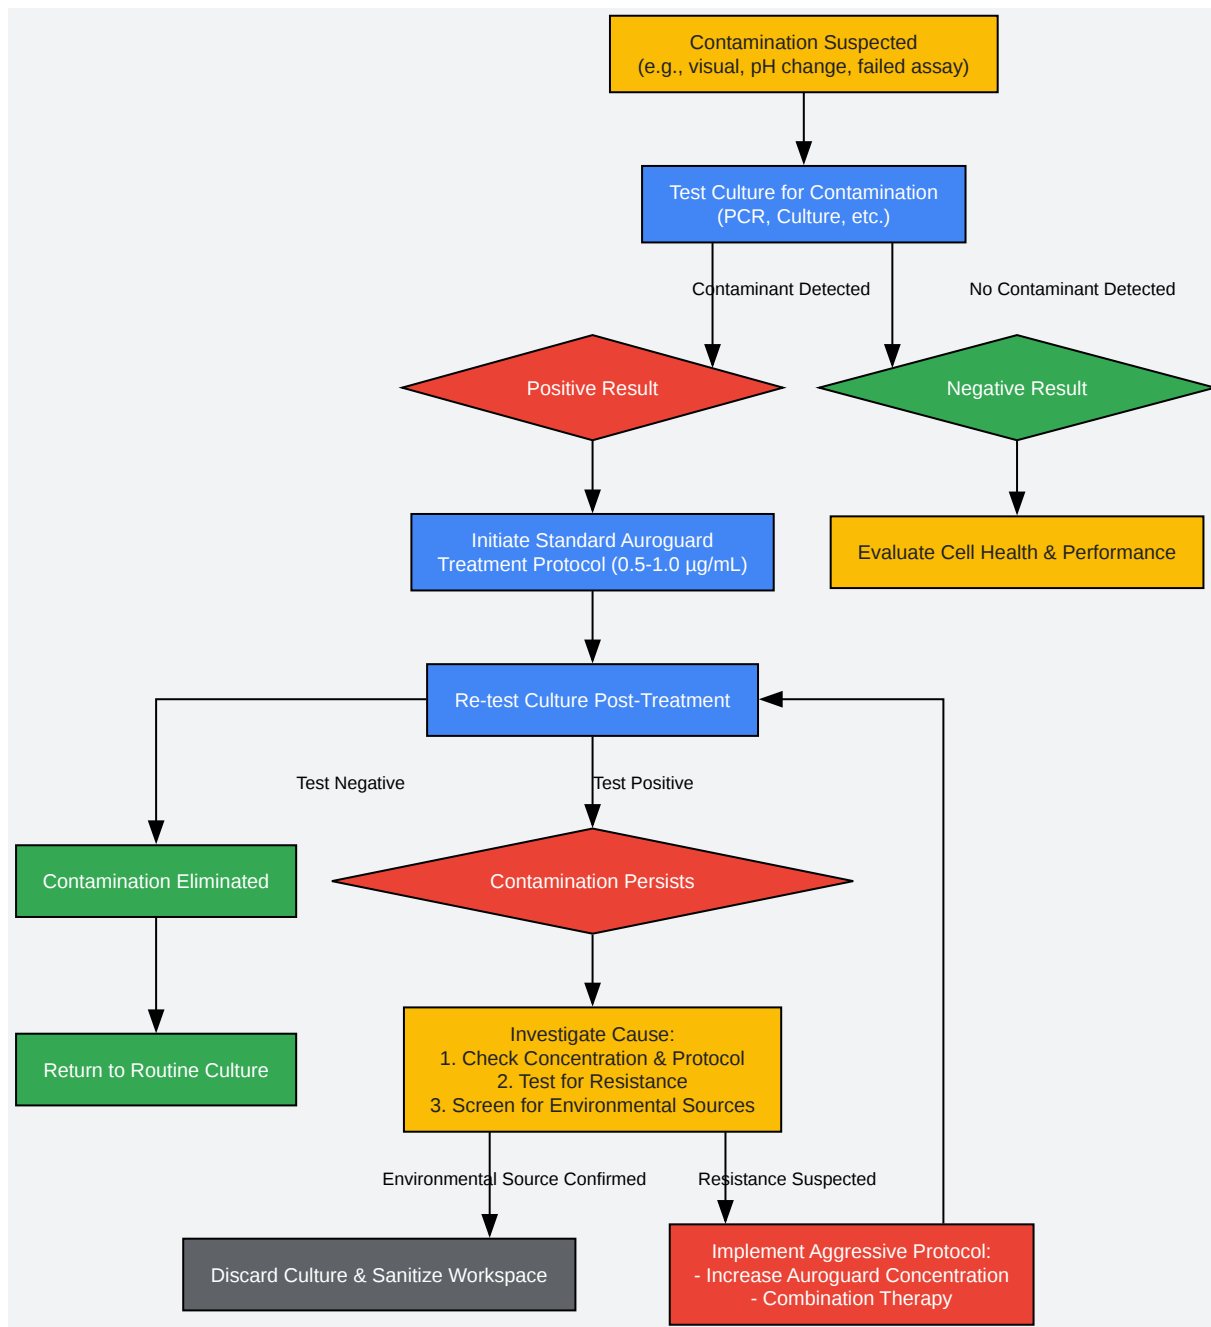 Contamination Suspected
(e.g., visual, pH change, failed assay)
Test Culture for Contamination
(PCR, Culture, etc.)
Contaminant Detected
No Contaminant Detected
Positive Result
Negative Result
Initiate Standard Auroguard
Treatment Protocol (0.5-1.0 µg/mL)
Evaluate Cell Health & Performance
Re-test Culture Post-Treatment
Test Negative
Test Positive
Contamination Eliminated
Contamination Persists
Return to Routine Culture
Investigate Cause:
1. Check Concentration & Protocol
2. Test for Resistance
3. Screen for Environmental Sources
Environmental Source Confirmed
Resistance Suspected
Discard Culture & Sanitize Workspace
Implement Aggressive Protocol:
- Increase Auroguard Concentration
- Combination Therapy